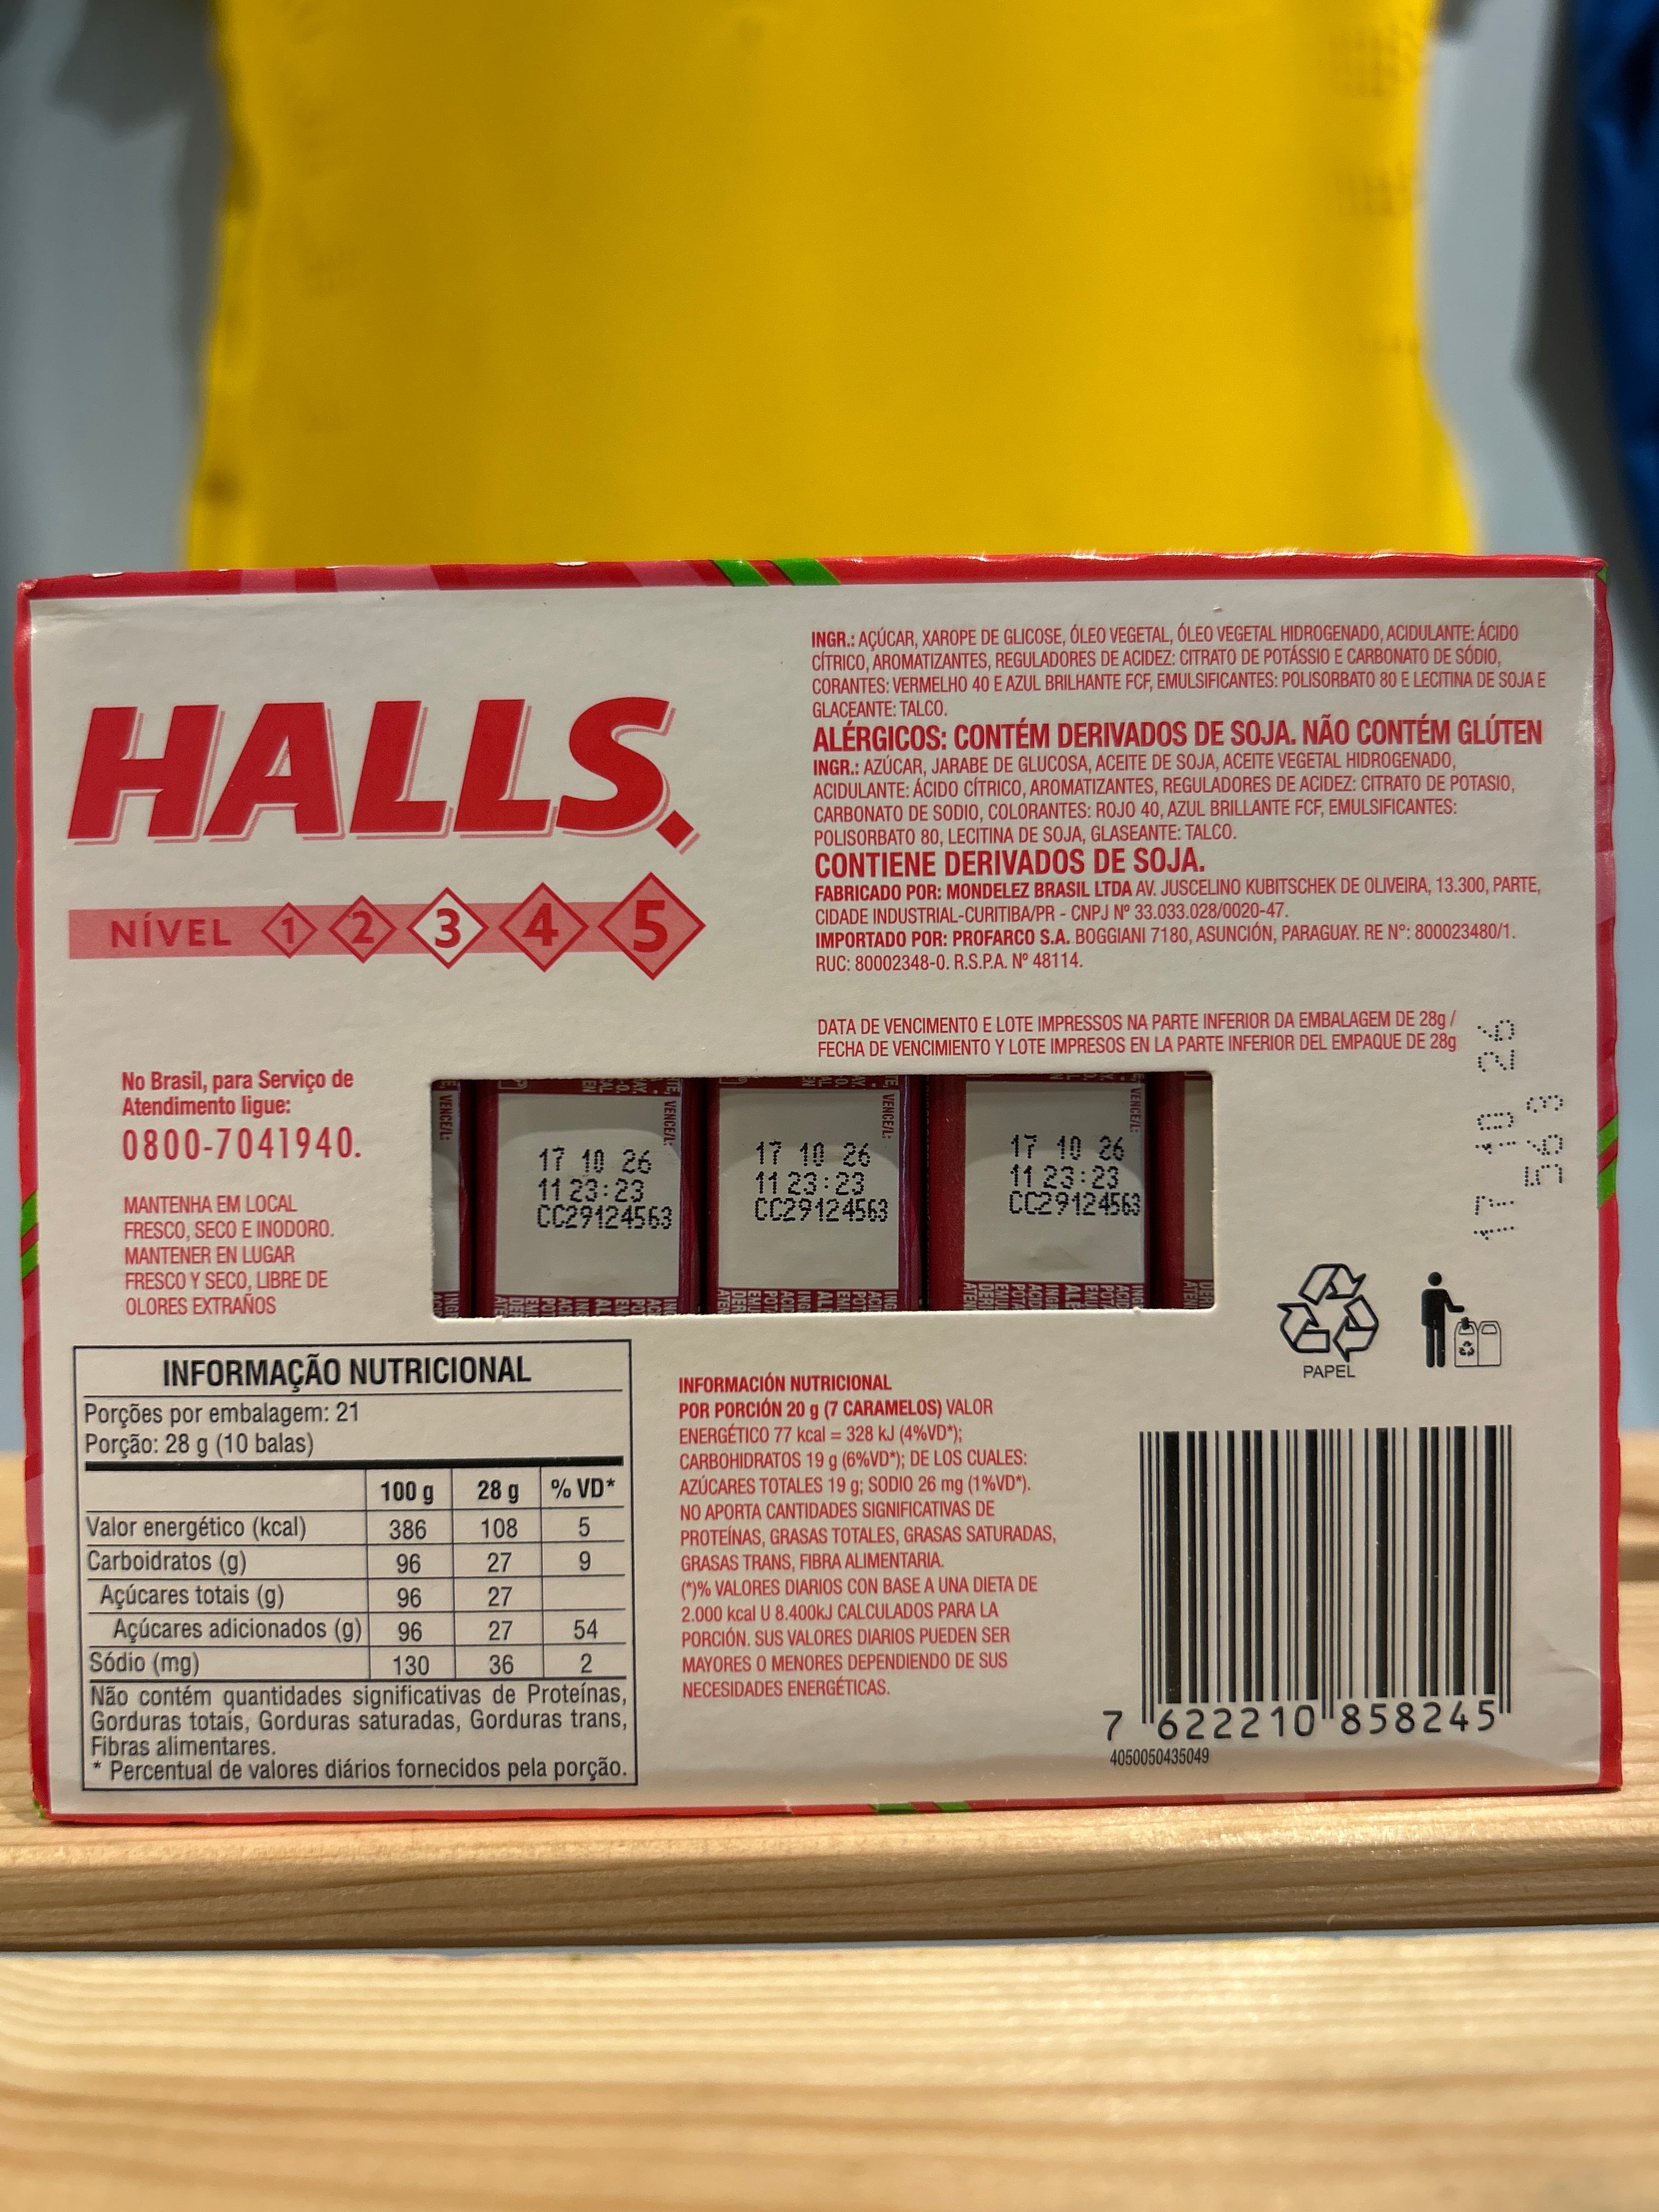 HALLS
NÍVEL 1 2 3 4 5
INGR.: AÇÚCAR, XAROPE DE GLICOSE, ÓLEO VEGETAL, ÓLEO VEGETAL HIDROGENADO, ACIDULANTE: ÁCIDO
CÍTRICO, AROMATIZANTES, REGULADORES DE ACIDEZ: CITRATO DE POTÁSSIO E CARBONATO DE SÓDIO,
CORANTES: VERMELHO 40 E AZUL BRILHANTE FCF, EMULSIFICANTES: POLISORBATO 80 E LECITINA DE SOJA E
GLACEANTE: TALCO.
ALÉRGICOS: CONTÉM DERIVADOS DE SOJA. NÃO CONTÉM GLÚTEN
INGR.: AZÚCAR, JARABE DE GLUCOSA, ACEITE DE SOJA, ACEITE VEGETAL HIDROGENADO,
ACIDULANTE: ÁCIDO CÍTRICO, AROMATIZANTES, REGULADORES DE ACIDEZ: CITRATO DE POTASIO,
CARBONATO DE SODIO, COLORANTES: ROJO 40, AZUL BRILLANTE FCF, EMULSIFICANTES:
POLISORBATO 80, LECITINA DE SOJA, GLASEANTE: TALCO.
CONTIENE DERIVADOS DE SOJA.
FABRICADO POR: MONDELEZ BRASIL LTDA AV. JUSCELINO KUBITSCHEK DE OLIVEIRA, 13.300, PARTE,
CIDADE INDUSTRIAL-CURITIBA/PR - CNPJ Nº 33.033.028/0020-47.
IMPORTADO POR: PROFARCO S.A. BOGGIANI 7180, ASUNCIÓN, PARAGUAY. RE N°: 800023480/1.
RUC: 80002348-0. R.S.P.A. Nº 48114.
DATA DE VENCIMENTO E LOTE IMPRESSOS NA PARTE INFERIOR DA EMBALAGEM DE 28g /
FECHA DE VENCIMIENTO Y LOTE IMPRESOS EN LA PARTE INFERIOR DEL EMPAQUE DE 28g
17 10 26
563
No Brasil, para Serviço de
Atendimento ligue:
0800-7041940.
MANTENHA EM LOCAL
FRESCO, SECO E INODORO.
MANTENER EN LUGAR
FRESCO Y SECO, LIBRE DE
OLORES EXTRAÑOS
VENCE/L:
VENCE/L:
17 10 26
11 23:23
CC29124563
VENCE/L:
17 10 26
11 23:23
CC29124563
VENCE/L:
17 10 26
11 23:23
CC29124563
PAPEL
INFORMAÇÃO NUTRICIONAL
Porções por embalagem: 21
Porção: 28 g (10 balas)
100 g 28 g % VD*
Valor energético (kcal) 386 108 5
Carboidratos (g) 96 27 9
Açúcares totais (g) 96 27
Açúcares adicionados (g) 96 27 54
Sódio (mg) 130 36 2
Não contém quantidades significativas de Proteínas,
Gorduras totais, Gorduras saturadas, Gorduras trans,
Fibras alimentares.
* Percentual de valores diários fornecidos pela porção.
INFORMACIÓN NUTRICIONAL
POR PORCIÓN 20 g (7 CARAMELOS) VALOR
ENERGÉTICO 77 kcal = 328 kJ (4%VD*);
CARBOHIDRATOS 19 g (6%VD*); DE LOS CUALES:
AZÚCARES TOTALES 19 g; SODIO 26 mg (1%VD*).
NO APORTA CANTIDADES SIGNIFICATIVAS DE
PROTEÍNAS, GRASAS TOTALES, GRASAS SATURADAS,
GRASAS TRANS, FIBRA ALIMENTARIA.
(*)% VALORES DIARIOS CON BASE A UNA DIETA DE
2.000 kcal U 8.400kJ CALCULADOS PARA LA
PORCIÓN. SUS VALORES DIARIOS PUEDEN SER
MAYORES O MENORES DEPENDIENDO DE SUS
NECESIDADES ENERGÉTICAS.
7 622210 858245
4050050435049